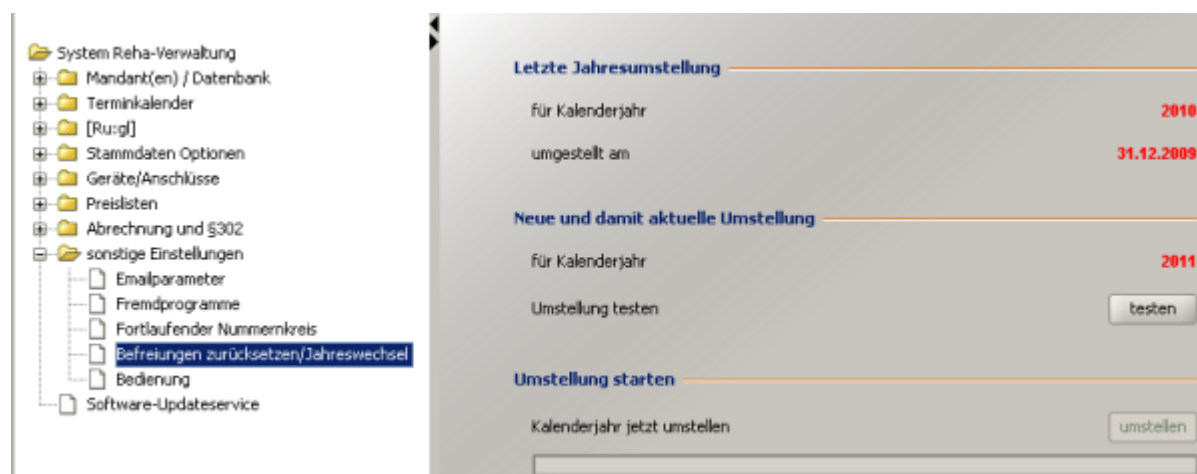 System Reha-Verwaltung
Mandant(en) / Datenbank
Terminkalender
[Ru:gl]
Stammdaten Optionen
Geräte/Anschlüsse
Preislisten
Abrechnung und §302
sonstige Einstellungen
Emailparameter
Fremdprogramme
Fortlaufender Nummernkreis
Befreiungen zurücksetzen/Jahreswechsel
Bedienung
Software-Updateservice
Letzte Jahresumstellung
für Kalenderjahr 2010
umgestellt am 31.12.2009
Neue und damit aktuelle Umstellung
für Kalenderjahr 2011
Umstellung testen testen
Umstellung starten
Kalenderjahr jetzt umstellen umstellen